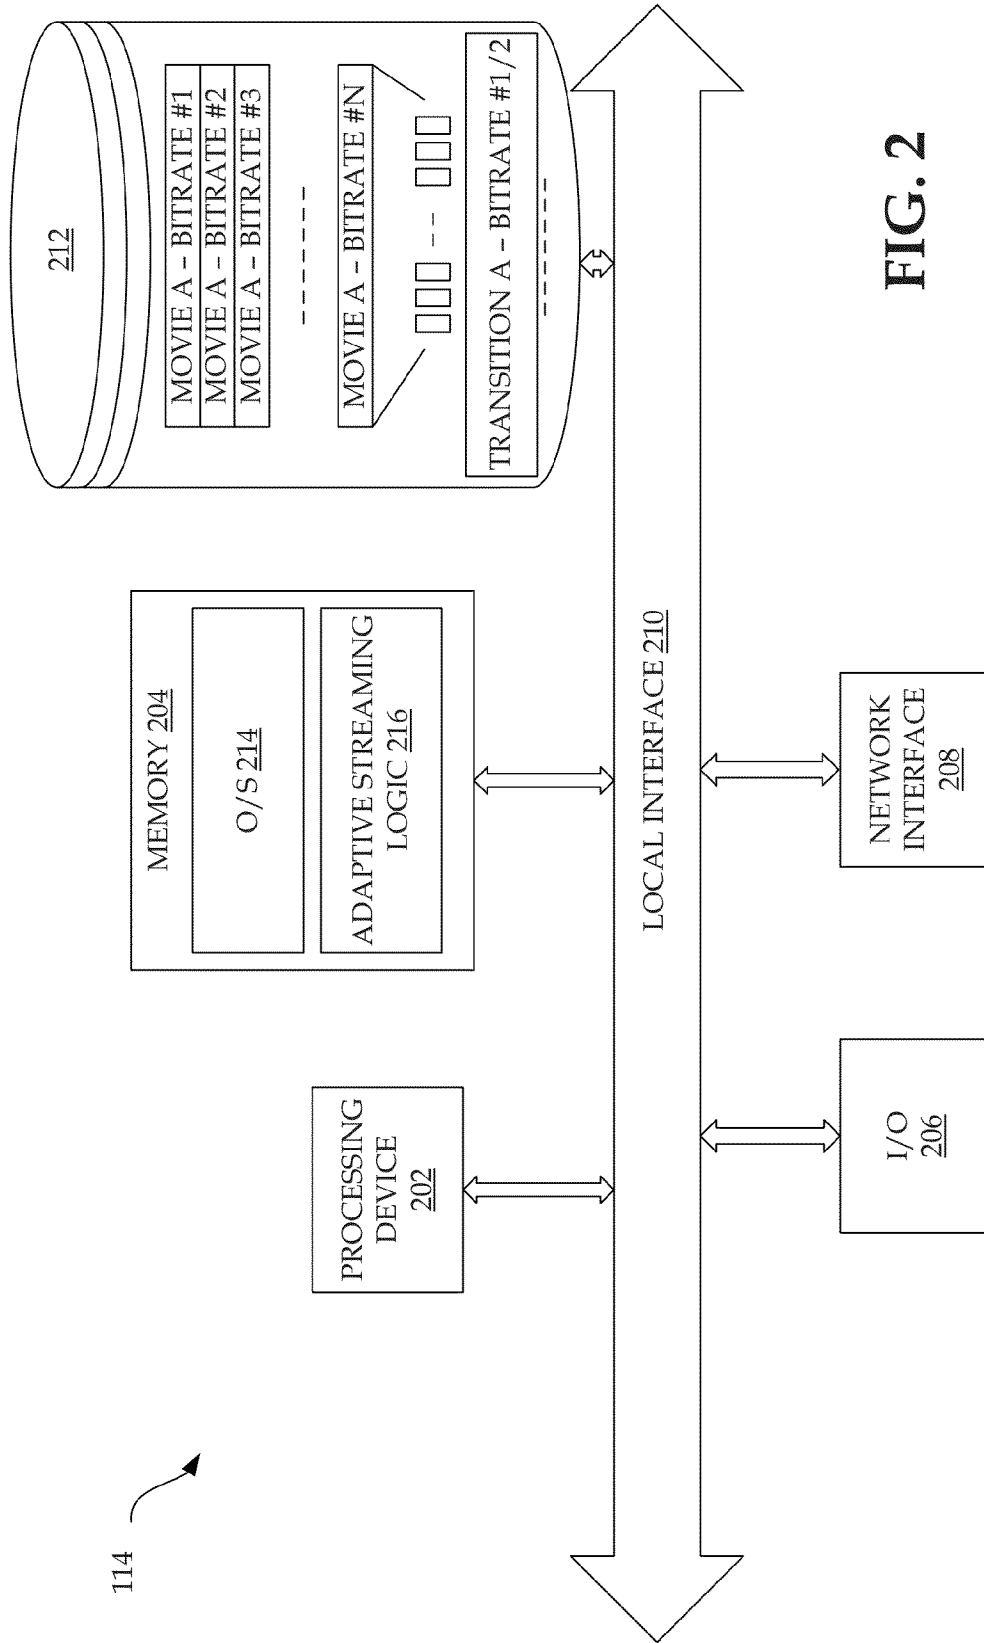 114
PROCESSING
DEVICE
202
MEMORY 204
O/S 214
ADAPTIVE STREAMING
LOGIC 216
212
MOVIE A – BITRATE #1
MOVIE A – BITRATE #2
MOVIE A – BITRATE #3
MOVIE A – BITRATE #N
TRANSITION A – BITRATE #1/2
LOCAL INTERFACE 210
I/O
206
NETWORK
INTERFACE
208
FIG. 2